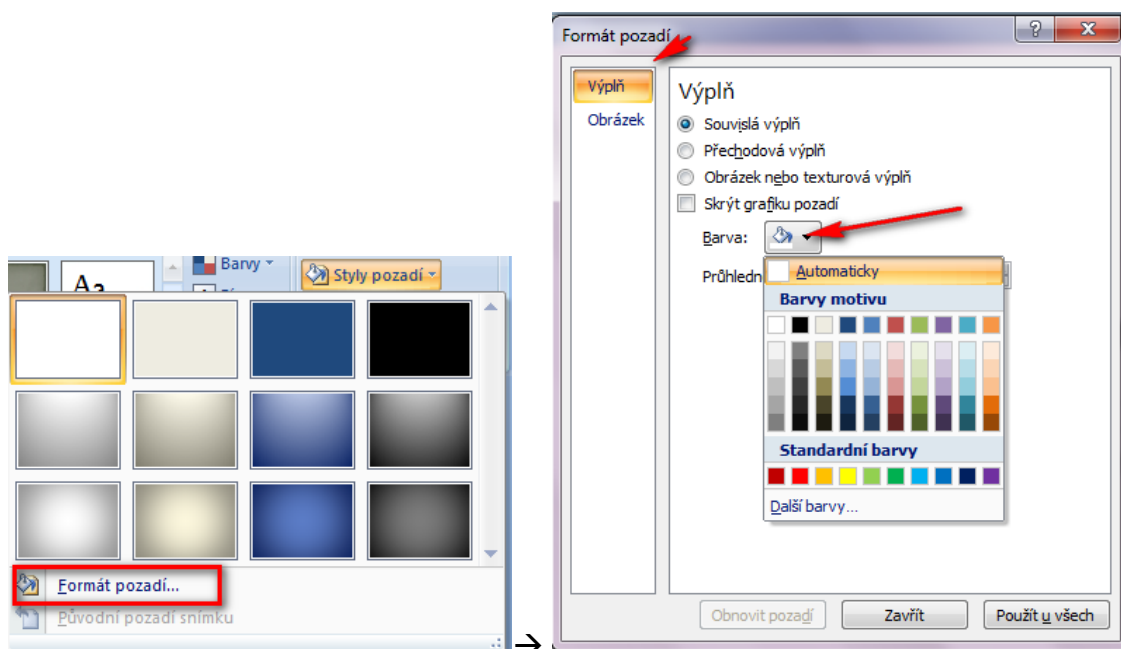 Barvy
Styly pozadí
Formát pozadí...
Původní pozadí snímku
→
Formát pozadí
?
X
Výplň
Obrázek
Výplň
Souvislá výplň
Přechodová výplň
Obrázek nebo texturová výplň
Skrýt grafiku pozadí
Barva:
Automaticky
Barvy motivu
Standardní barvy
Další barvy...
Obnovit pozadí
Zavřít
Použít u všech